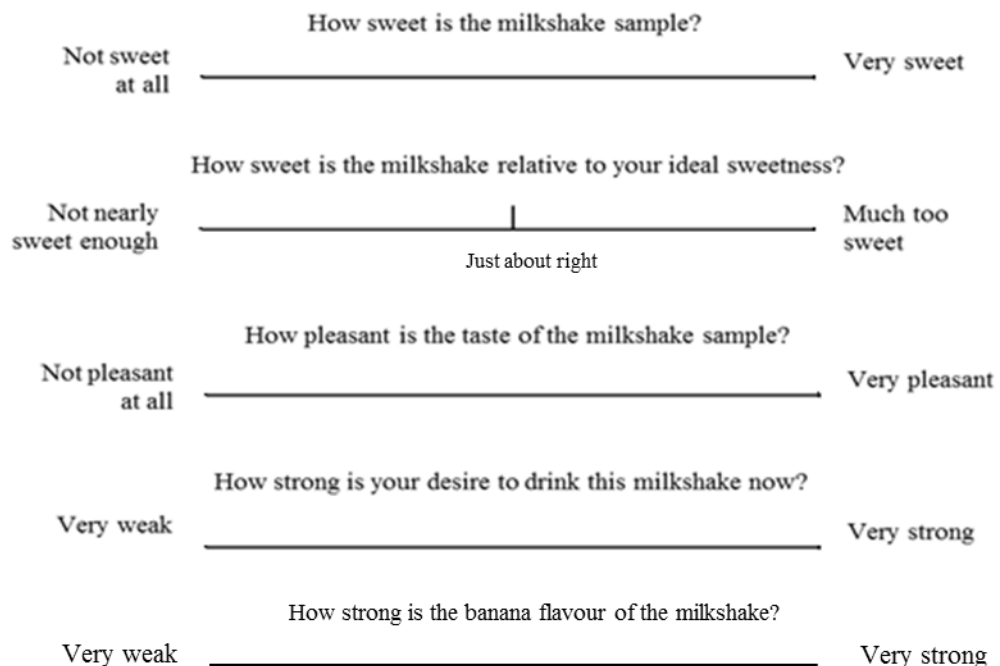 How sweet is the milkshake sample?
Not sweet
at all
Very sweet
How sweet is the milkshake relative to your ideal sweetness?
Not nearly
sweet enough
Much too
sweet
Just about right
How pleasant is the taste of the milkshake sample?
Not pleasant
at all
Very pleasant
How strong is your desire to drink this milkshake now?
Very weak
Very strong
How strong is the banana flavour of the milkshake?
Very weak
Very strong